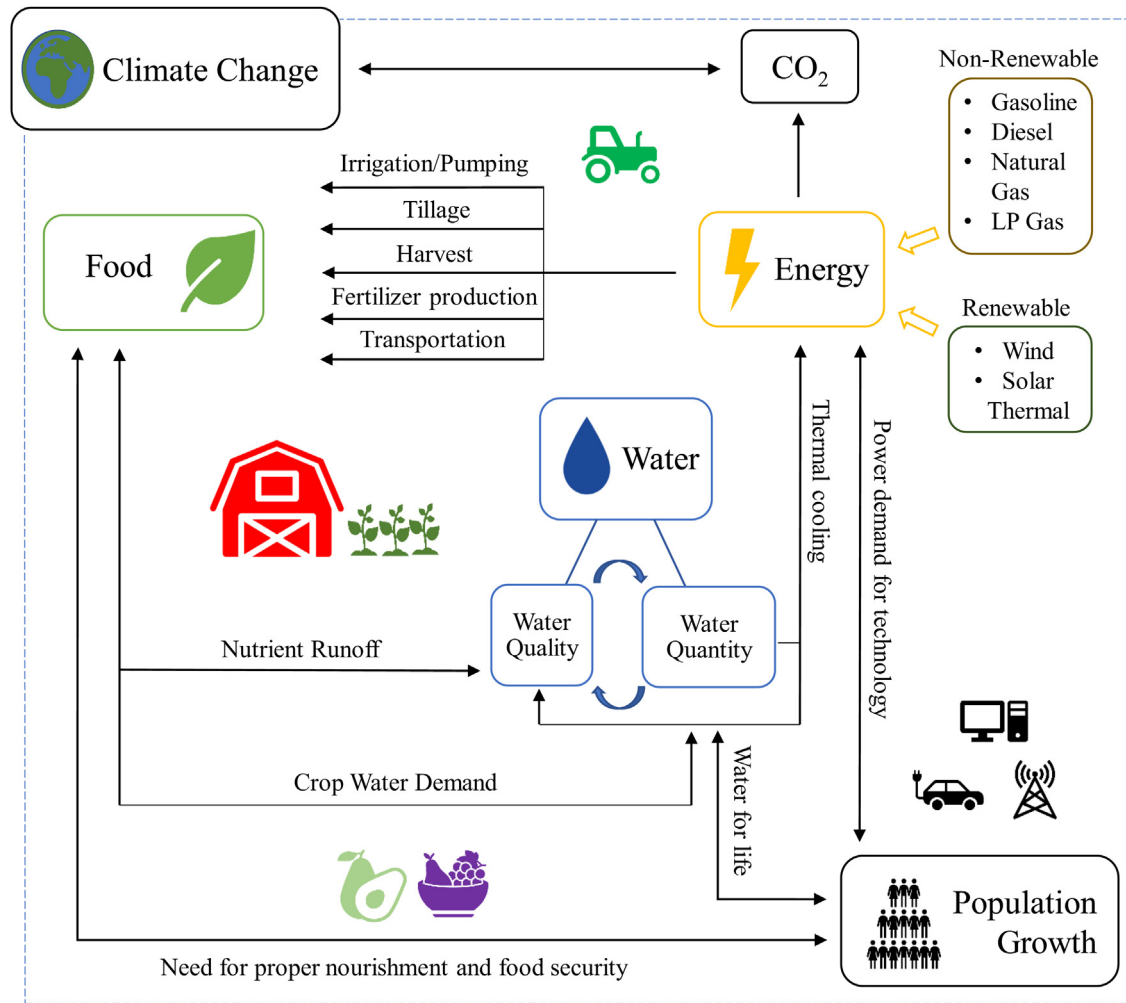 Climate Change
CO₂
Non-Renewable
• Gasoline
• Diesel
• Natural
Gas
• LP Gas
Irrigation/Pumping
Tillage
Harvest
Fertilizer production
Transportation
Food
Energy
Renewable
• Wind
• Solar
Thermal
Water
Thermal cooling
Power demand for technology
Water
Quality
Water
Quantity
Nutrient Runoff
Crop Water Demand
Water for life
Population
Growth
Need for proper nourishment and food security